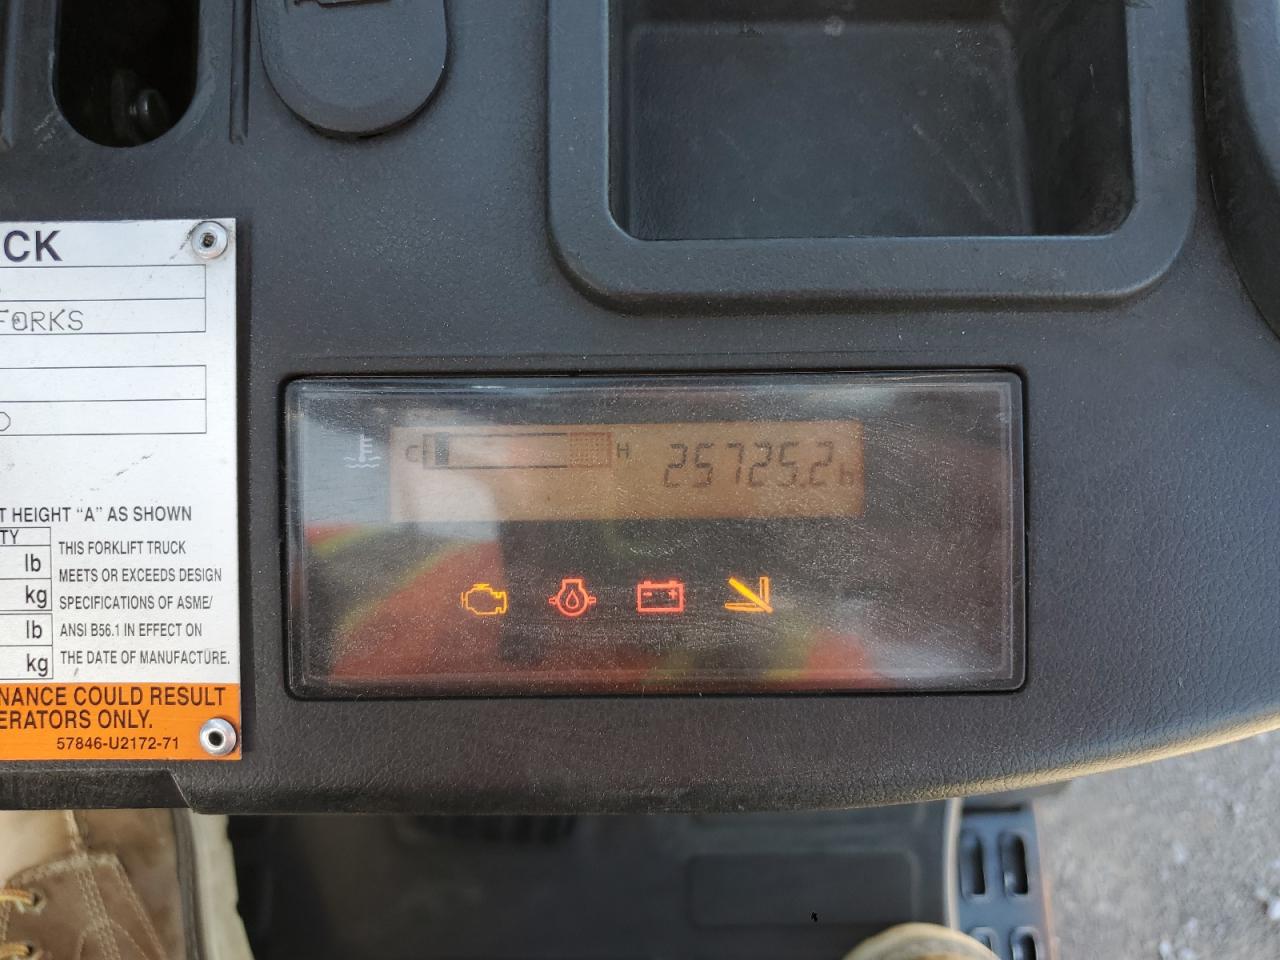 CK
FORKS
T HEIGHT “A” AS SHOWN
TY
lb
kg
lb
kg
THIS FORKLIFT TRUCK
MEETS OR EXCEEDS DESIGN
SPECIFICATIONS OF ASME/
ANSI B56.1 IN EFFECT ON
THE DATE OF MANUFACTURE.
NANCE COULD RESULT
ERATORS ONLY.
57846-U2172-71
C H 25725.2h